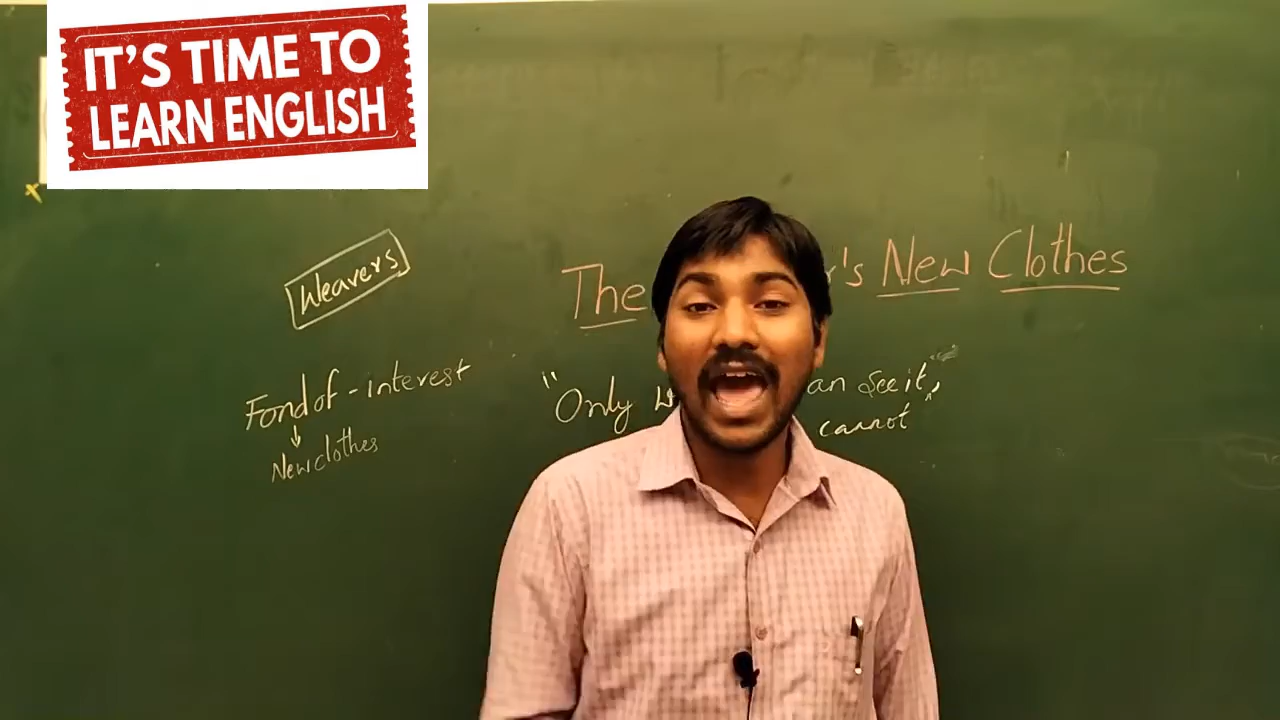 IT'S TIME TO
LEARN ENGLISH
Weavers
The 's New Clothes
Fond of - interest
↓
New clothes
"Only an see it,"
cannot